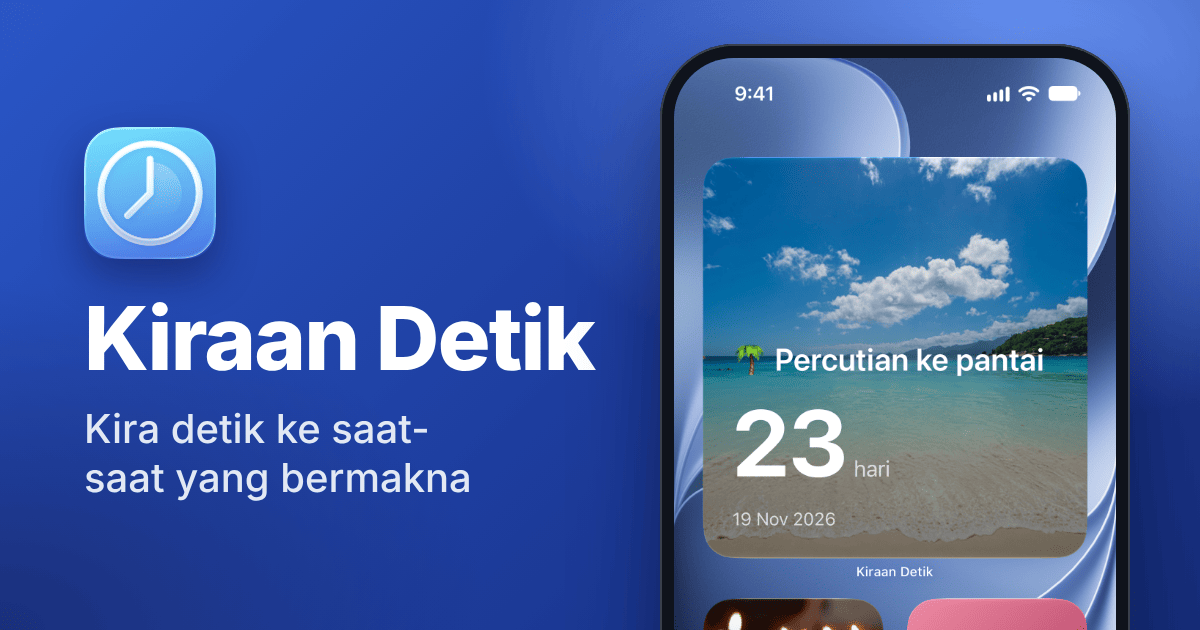 Kiraan Detik
Kira detik ke saat-
saat yang bermakna
9:41
🌴 Percutian ke pantai
23 hari
19 Nov 2026
Kiraan Detik